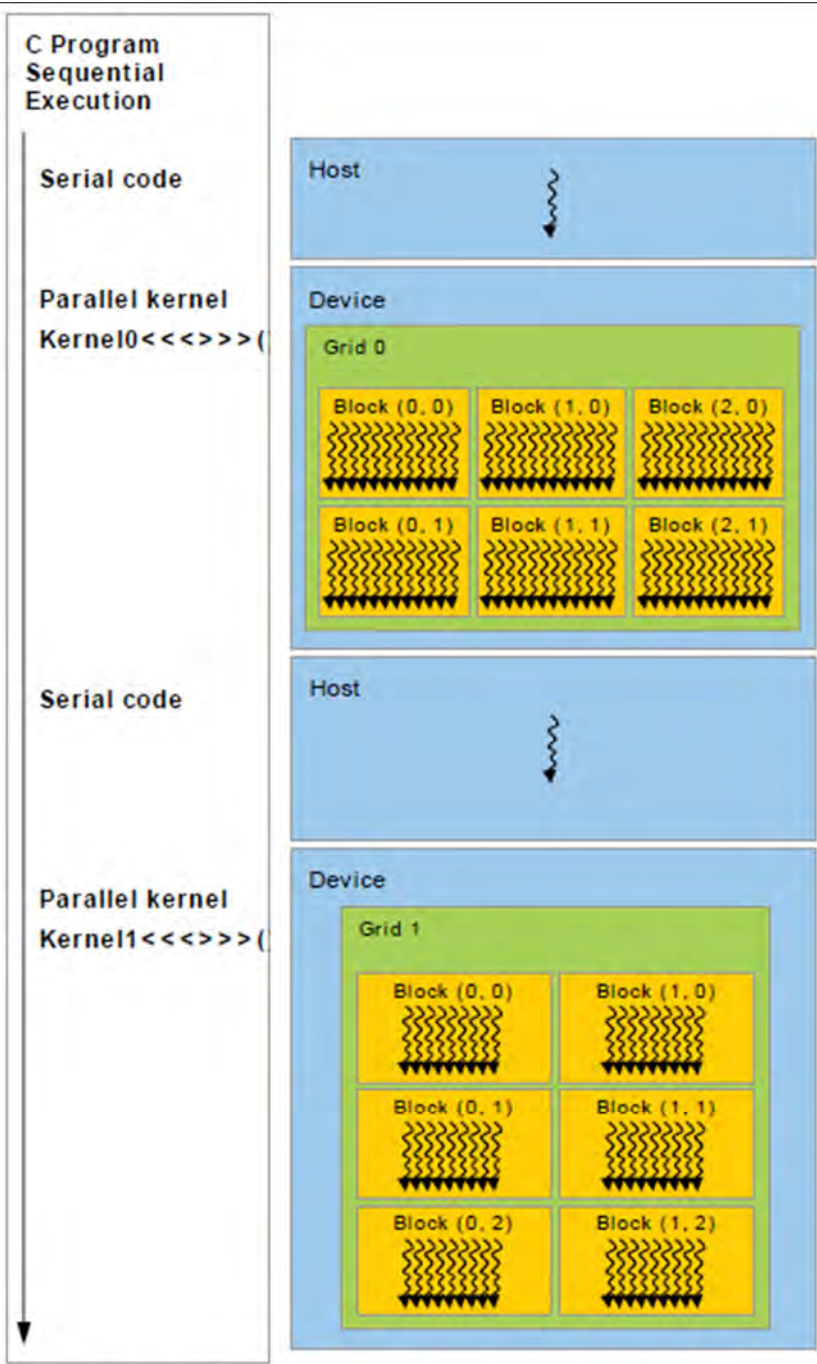 C Program
Sequential
Execution
Serial code
Host
Parallel kernel
Kernel0<<<>>>()
Device
Grid 0
Block (0, 0)
Block (1, 0)
Block (2, 0)
Block (0, 1)
Block (1, 1)
Block (2, 1)
Serial code
Host
Parallel kernel
Kernel1<<<>>>()
Device
Grid 1
Block (0, 0)
Block (1, 0)
Block (0, 1)
Block (1, 1)
Block (0, 2)
Block (1, 2)